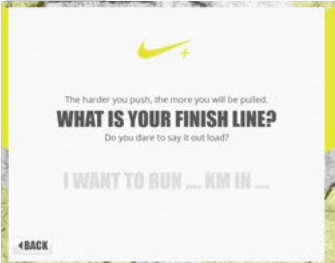 The harder you push, the more you will be pulled.
WHAT IS YOUR FINISH LINE?
Do you dare to say it out load?
I WANT TO RUN .... KM IN ....
BACK